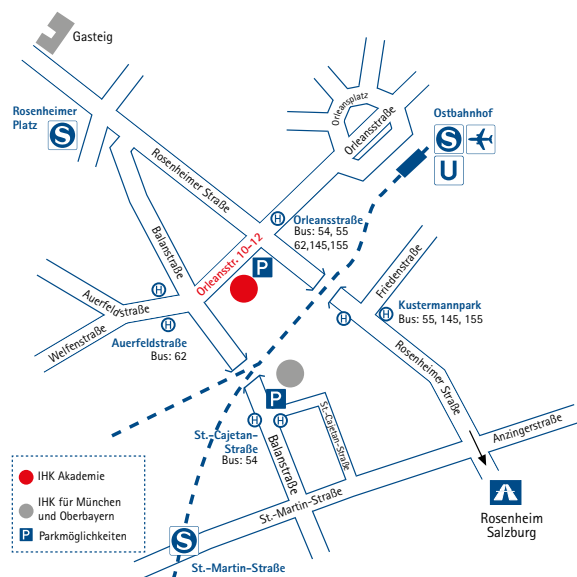 Gasteig
Rosenheimer
Platz
S
Rosenheimer Straße
Orleansplatz
Orleansstraße
Ostbahnhof
S
U
H
Orleansstraße
Bus: 54, 55
62,145,155
Orleansstr. 10–12
P
Balanstraße
H
Auerfeldstraße
Welfenstraße
H
Auerfeldstraße
Bus: 62
Friedenstraße
H
H
Kustermannpark
Bus: 55, 145, 155
Rosenheimer Straße
Anzingerstraße
P
H
H
St.-Cajetan-
Straße
Bus: 54
Balanstraße
St.-Cajetan-
Straße
St.-Martin-Straße
S
St.-Martin-Straße
Rosenheim
Salzburg
IHK Akademie
IHK für München
und Oberbayern
P
Parkmöglichkeiten